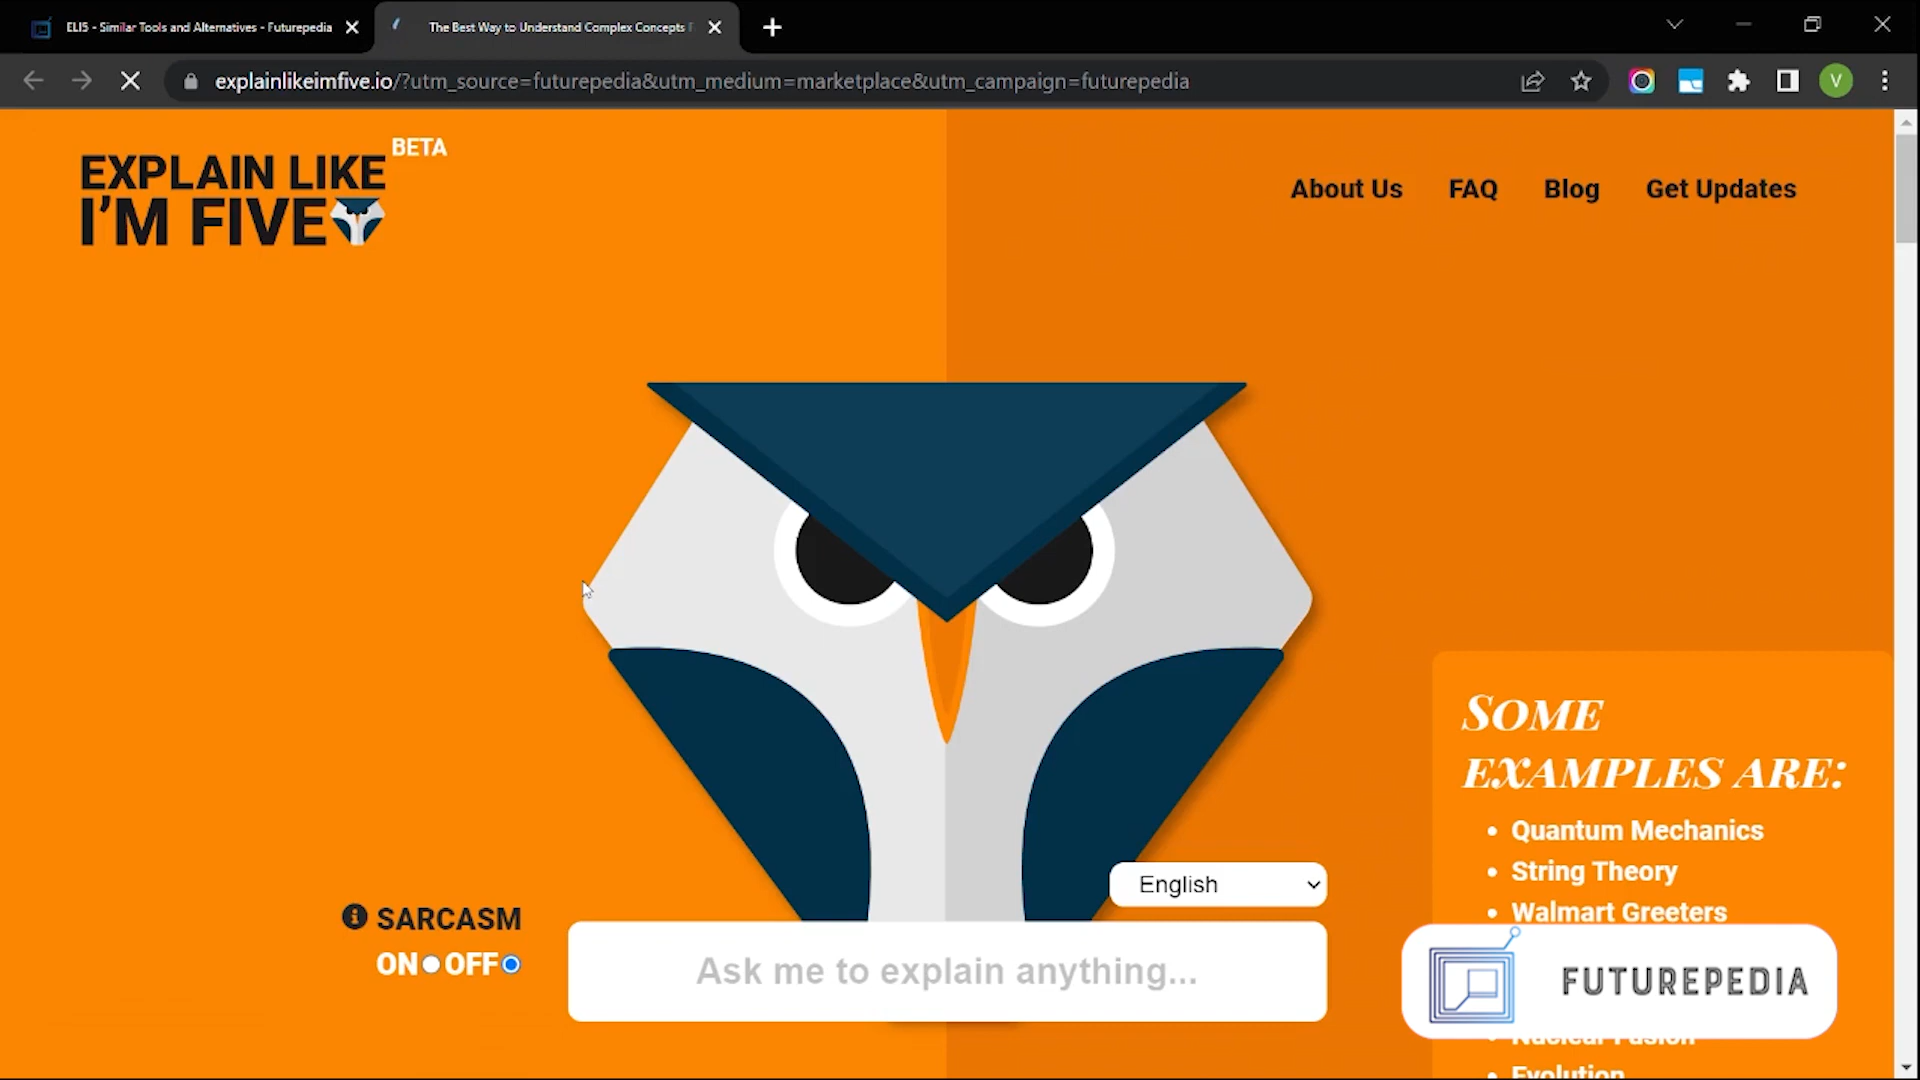 ELI5 - Similar Tools and Alternatives - Futurepedia
The Best Way to Understand Complex Concepts F
explainlikeimfive.io/?utm_source=futurepedia&utm_medium=marketplace&utm_campaign=futurepedia
V
EXPLAIN LIKE
I'M FIVE
BETA
About Us
FAQ
Blog
Get Updates
SOME
EXAMPLES ARE:
• Quantum Mechanics
• String Theory
• Walmart Greeters
• Nuclear Fusion
• Evolution
English
SARCASM
ON OFF
Ask me to explain anything...
FUTUREPEDIA